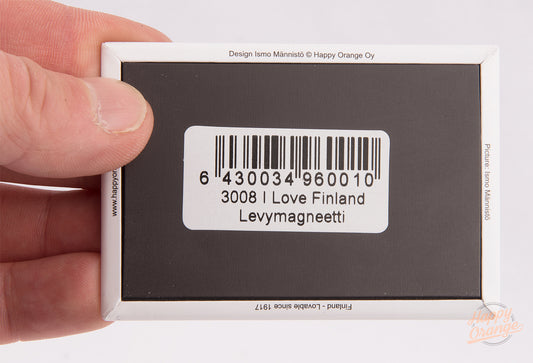 Design Ismo Männistö © Happy Orange Oy
6 430034 960010
3008 I Love Finland
Levymagneetti
Picture: Ismo Männistö
Finland - Lovable since 1917
Happy
Orange